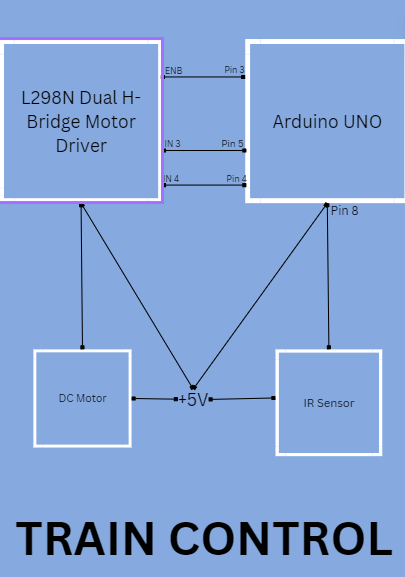 ENB
Pin 3
L298N Dual H-
Bridge Motor
Driver
Arduino UNO
IN 3
Pin 5
IN 4
Pin 4
Pin 8
DC Motor
+5V
IR Sensor
TRAIN CONTROL